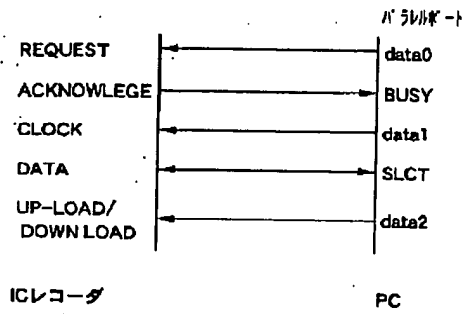 パラレルポート
REQUEST data0
ACKNOWLEGE BUSY
CLOCK data1
DATA SLCT
UP-LOAD/
DOWN LOAD data2
ICレコーダ PC